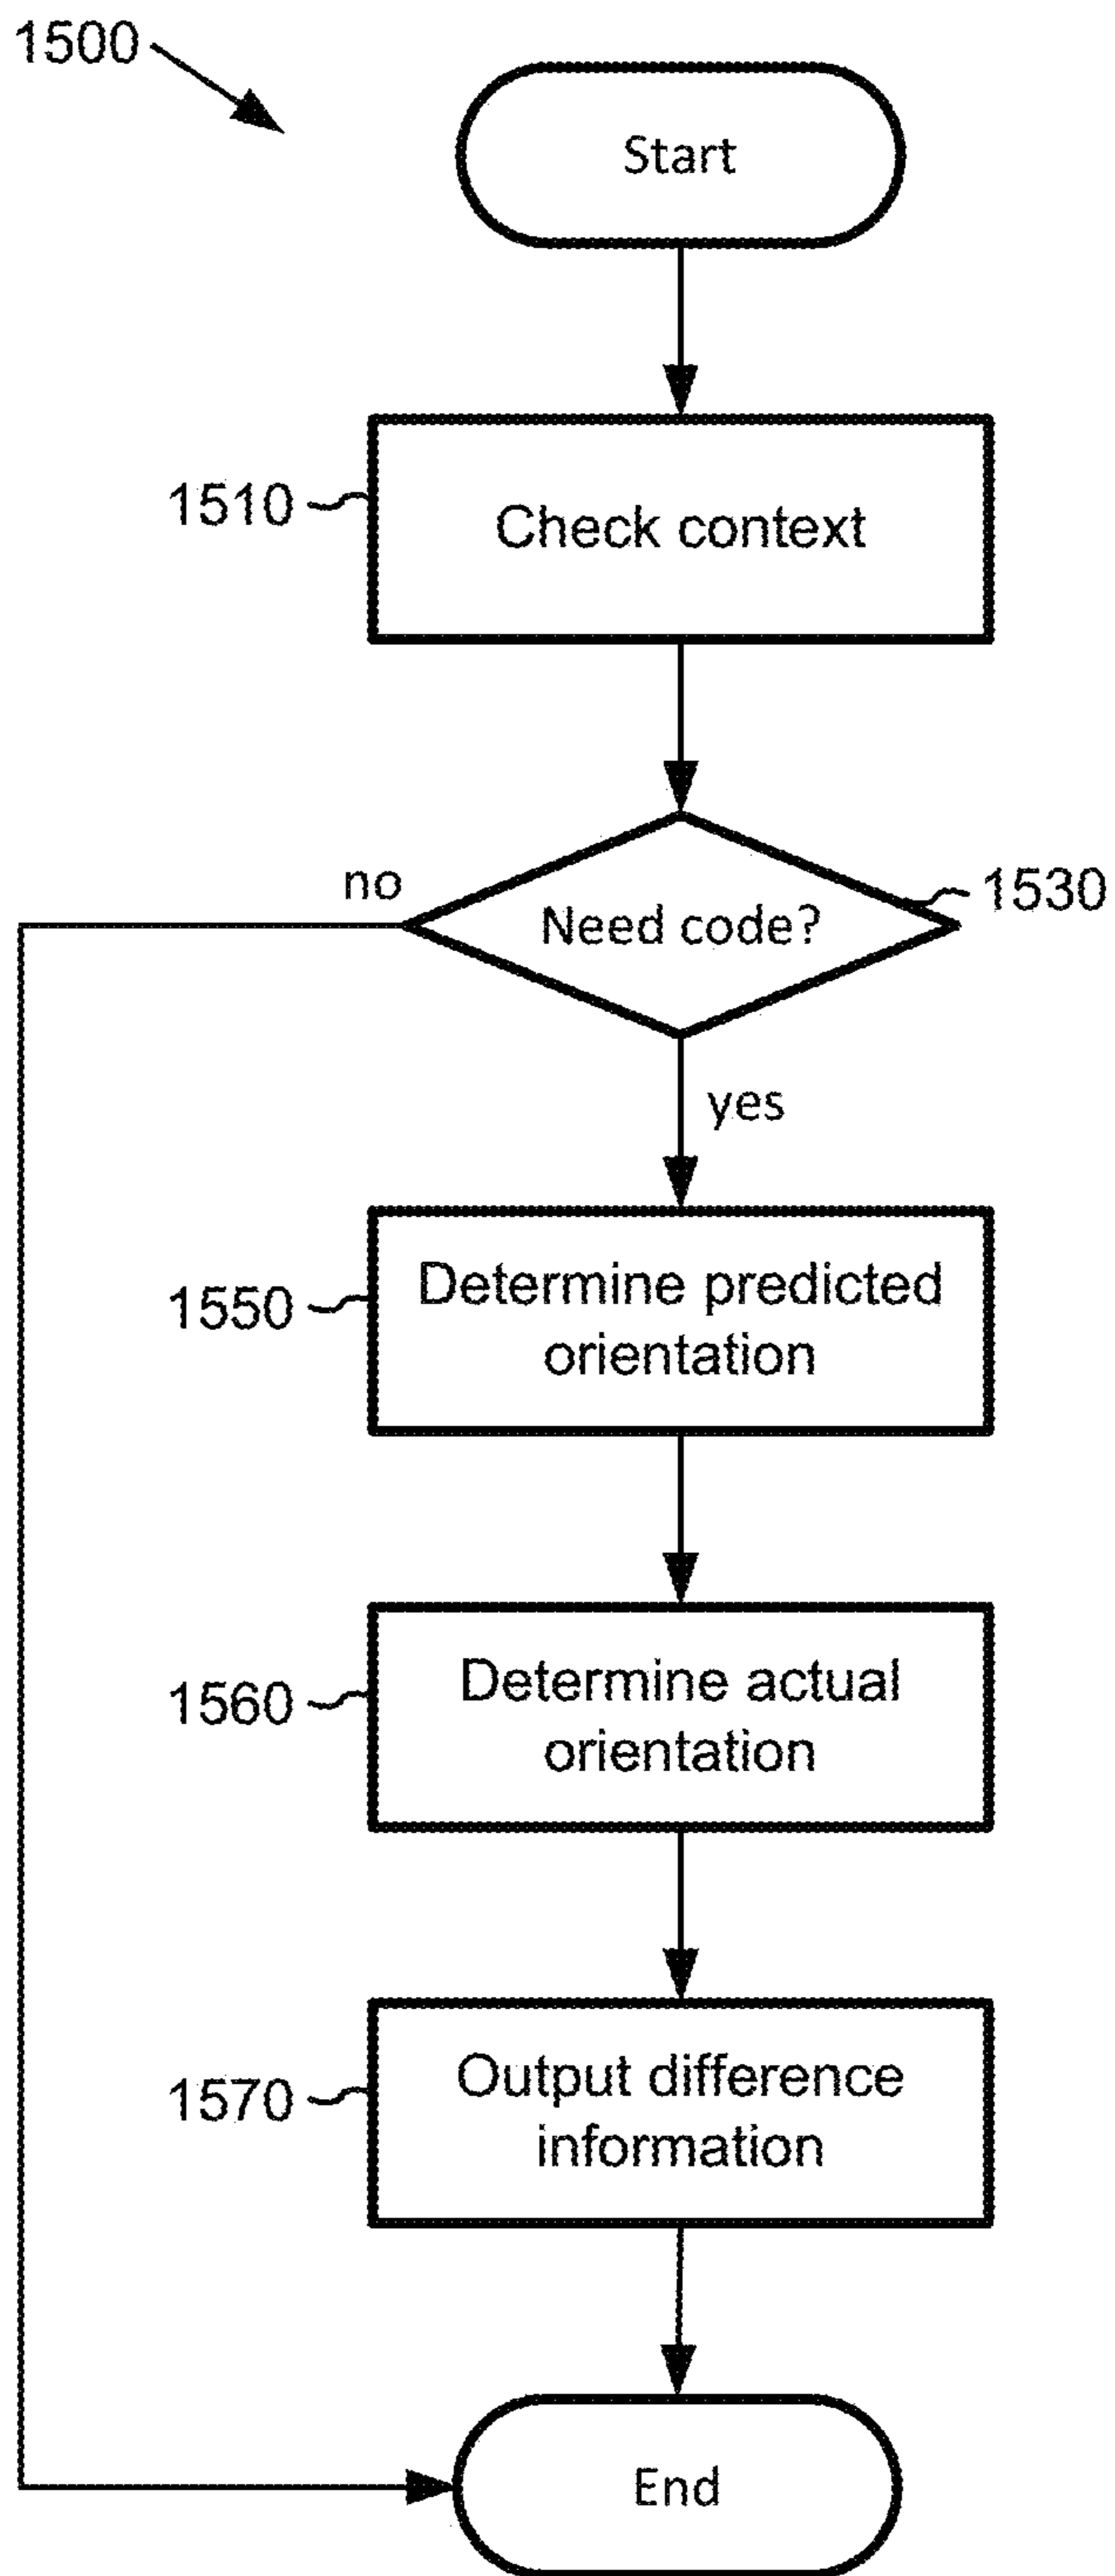 1500
Start
1510
Check context
no
1530
Need code?
yes
1550
Determine predicted
orientation
1560
Determine actual
orientation
1570
Output difference
information
End